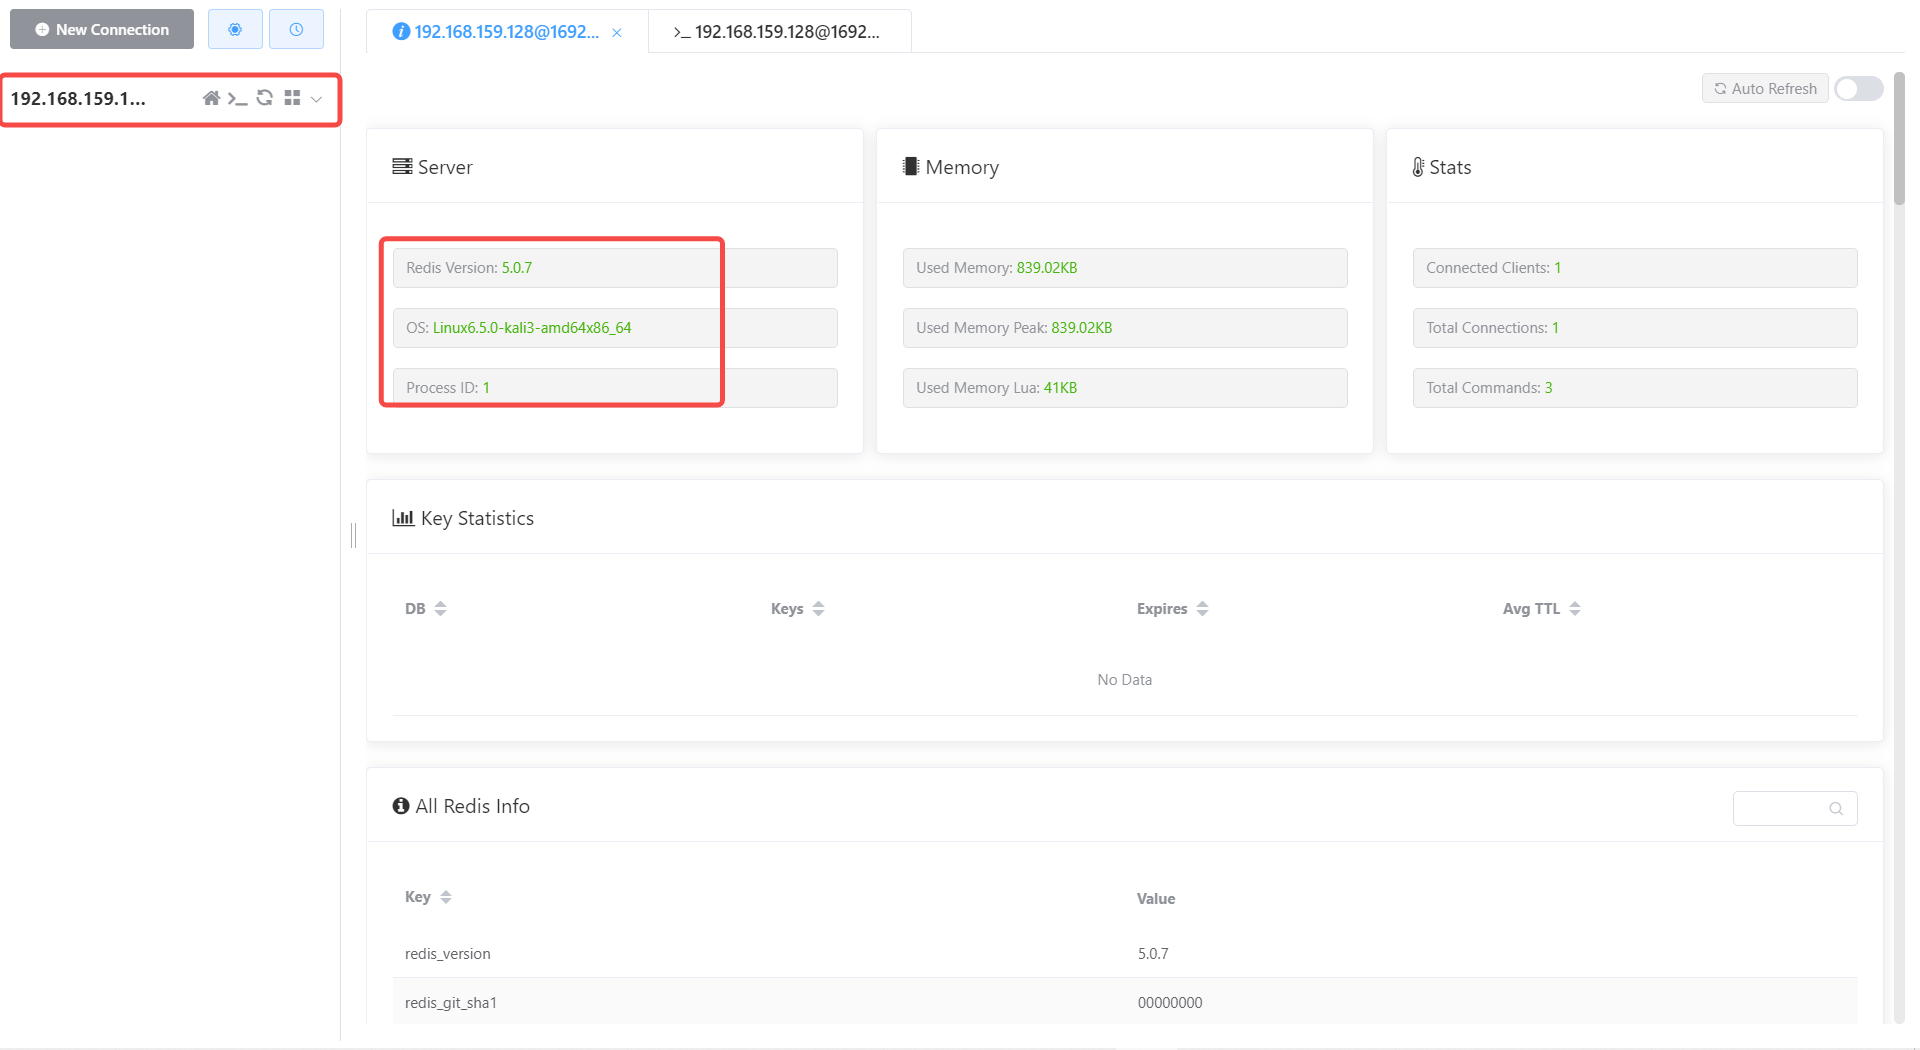 New Connection
192.168.159.128@1692...
>_ 192.168.159.128@1692...
192.168.159.1...
Auto Refresh
Server
Memory
Stats
Redis Version: 5.0.7
Used Memory: 839.02KB
Connected Clients: 1
OS: Linux6.5.0-kali3-amd64x86_64
Used Memory Peak: 839.02KB
Total Connections: 1
Process ID: 1
Used Memory Lua: 41KB
Total Commands: 3
Key Statistics
DB Keys Expires Avg TTL
No Data
All Redis Info
Key Value
redis_version 5.0.7
redis_git_sha1 00000000